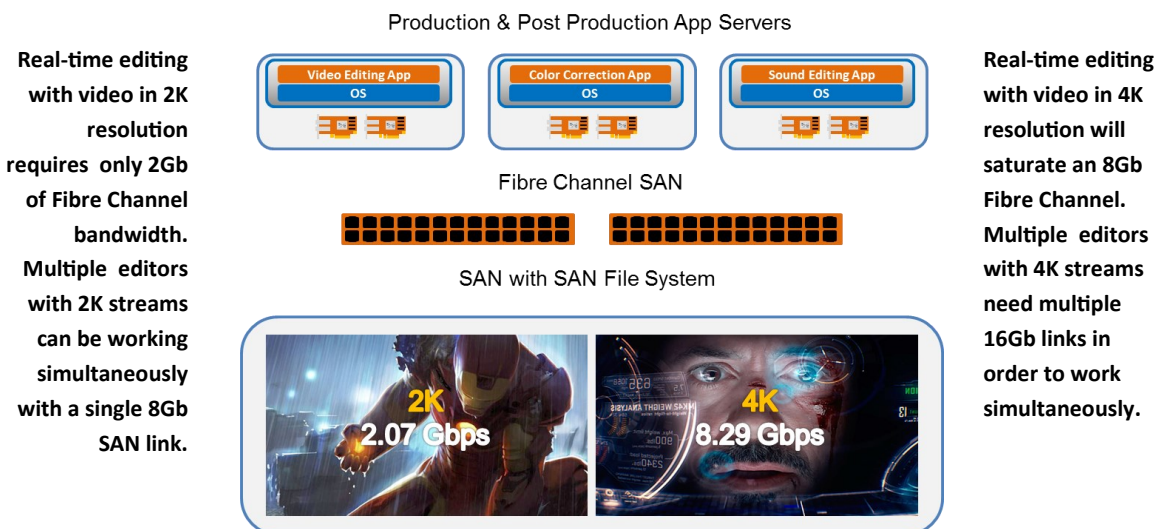 Production & Post Production App Servers
Real-time editing
with video in 2K
resolution
requires only 2Gb
of Fibre Channel
bandwidth.
Multiple editors
with 2K streams
can be working
simultaneously
with a single 8Gb
SAN link.
Video Editing App
OS
Color Correction App
OS
Sound Editing App
OS
Fibre Channel SAN
SAN with SAN File System
2K
2.07 Gbps
4K
8.29 Gbps
MK42 WEIGHT ANALYSIS
Real-time editing
with video in 4K
resolution will
saturate an 8Gb
Fibre Channel.
Multiple editors
with 4K streams
need multiple
16Gb links in
order to work
simultaneously.